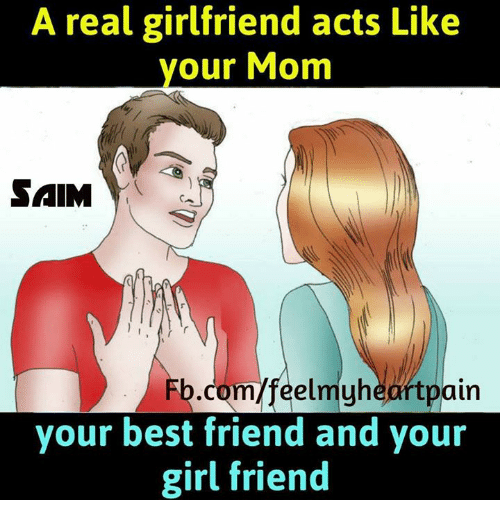 A real girlfriend acts Like
your Mom
SAIM
Fb.com/feelmyheartpain
your best friend and your
girl friend